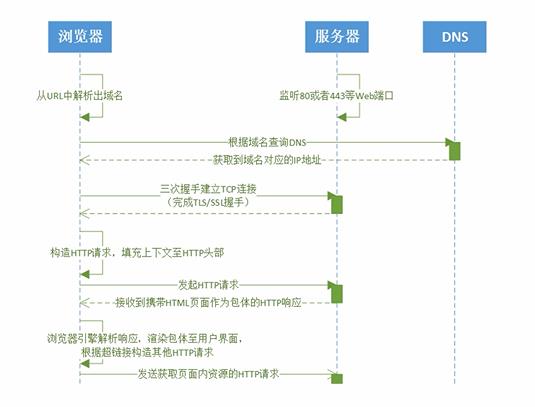 浏览器
服务器
DNS
从URL中解析出域名
监听80或者443等Web端口
根据域名查询DNS
获取到域名对应的IP地址
三次握手建立TCP连接
（完成TLS/SSL握手）
构造HTTP请求，填充上下文至HTTP头部
发起HTTP请求
接收到携带HTML页面作为包体的HTTP响应
浏览器引擎解析响应，渲染包体至用户界面，
根据超链接构造其他HTTP请求
发送获取页面内资源的HTTP请求